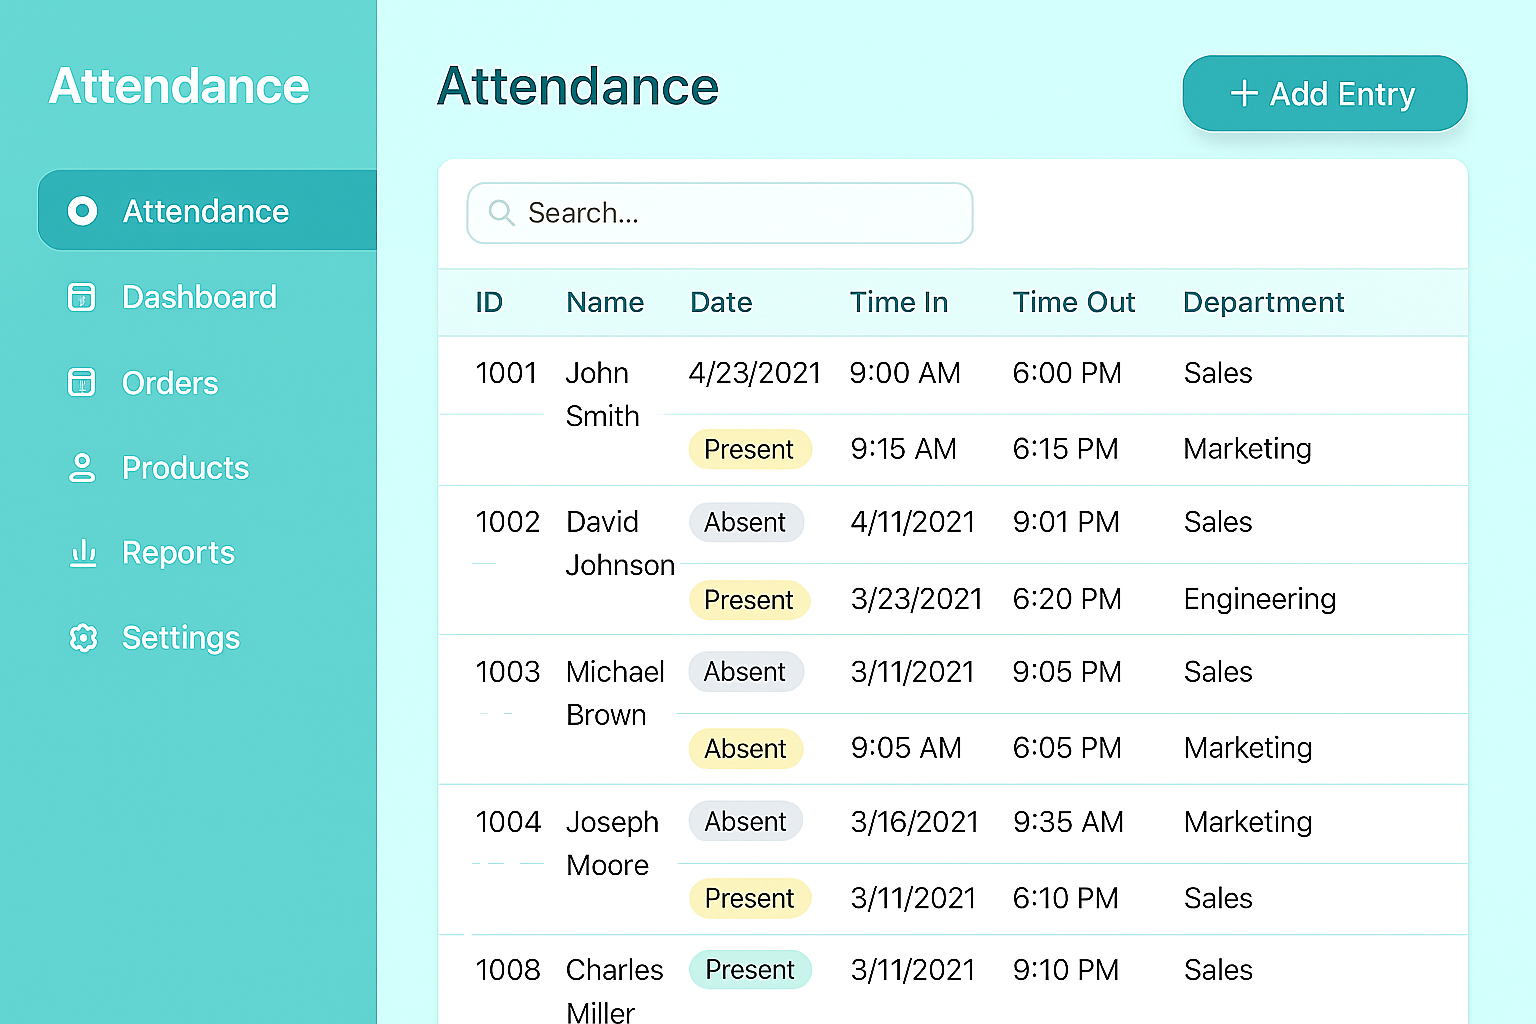 Attendance
Attendance
Dashboard
Orders
Products
Reports
Settings
Attendance
+ Add Entry
Search...
ID Name Date Time In Time Out Department
1001 John 4/23/2021 9:00 AM 6:00 PM Sales
Smith
Present 9:15 AM 6:15 PM Marketing
1002 David Absent 4/11/2021 9:01 PM Sales
Johnson
Present 3/23/2021 6:20 PM Engineering
1003 Michael Absent 3/11/2021 9:05 PM Sales
Brown
Absent 9:05 AM 6:05 PM Marketing
1004 Joseph Absent 3/16/2021 9:35 AM Marketing
Moore
Present 3/11/2021 6:10 PM Sales
1008 Charles Present 3/11/2021 9:10 PM Sales
Miller